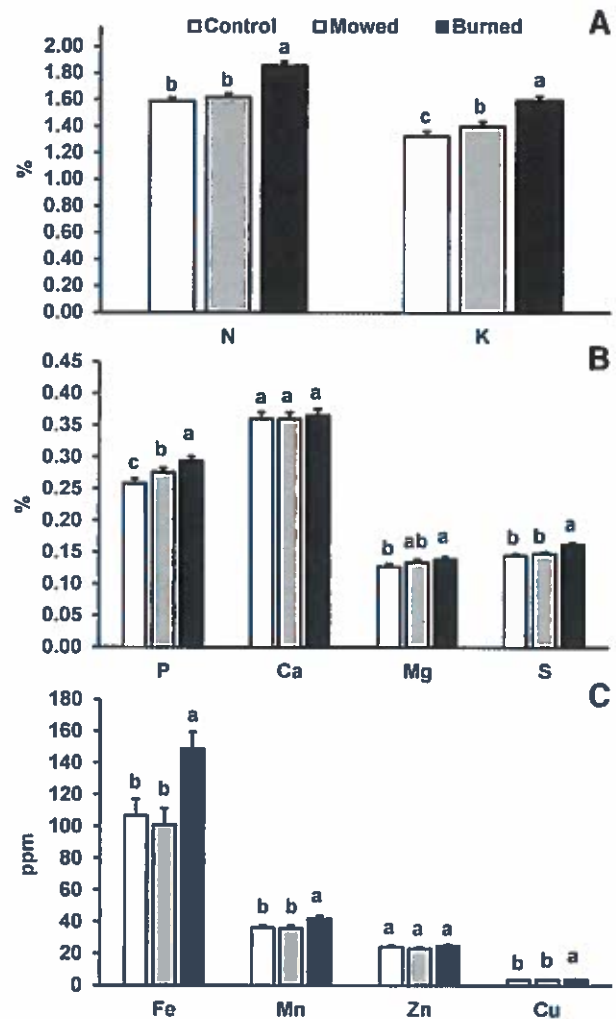 A
Control Mowed Burned
2.00
1.80
1.60
1.40
1.20
1.00
0.80
0.60
0.40
0.20
0.00
%
b b a
c b a
N K
B
0.45
0.40
0.35
0.30
0.25
0.20
0.15
0.10
0.05
0.00
%
c b a
a a a
b ab a
b b a
P Ca Mg S
C
180
160
140
120
100
80
60
40
20
0
ppm
b b a
b b a
a a a
b b a
Fe Mn Zn Cu